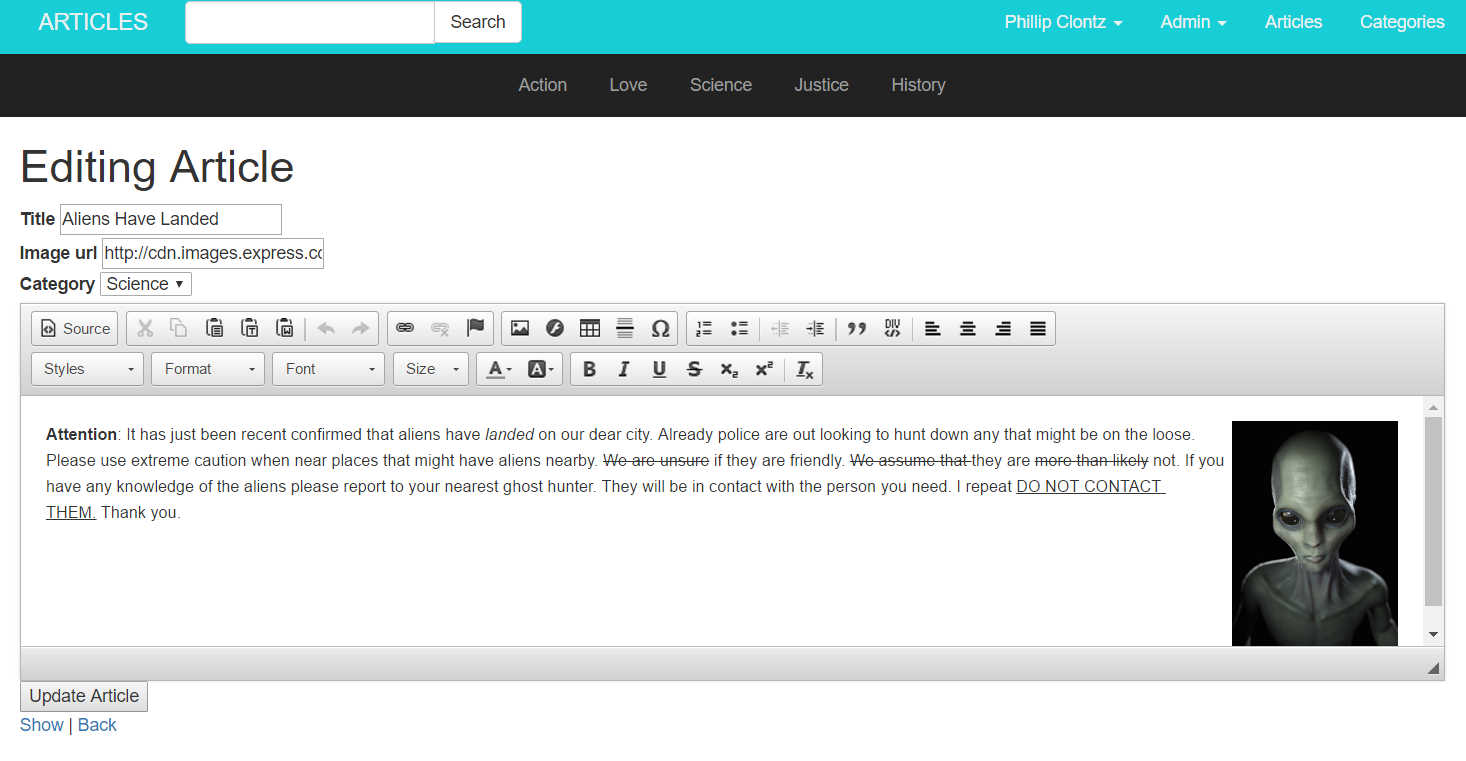 ARTICLES Search Phillip Clontz Admin Articles Categories
Action Love Science Justice History
Editing Article
Title Aliens Have Landed
Image url http://cdn.images.express.co
Category Science
Source
Styles Format Font Size A A B I U S x₂ x² Tx
Attention: It has just been recent confirmed that aliens have landed on our dear city. Already police are out looking to hunt down any that might be on the loose.
Please use extreme caution when near places that might have aliens nearby. We are unsure if they are friendly. We assume that they are more than likely not. If you
have any knowledge of the aliens please report to your nearest ghost hunter. They will be in contact with the person you need. I repeat DO NOT CONTACT
THEM. Thank you.
Update Article
Show | Back